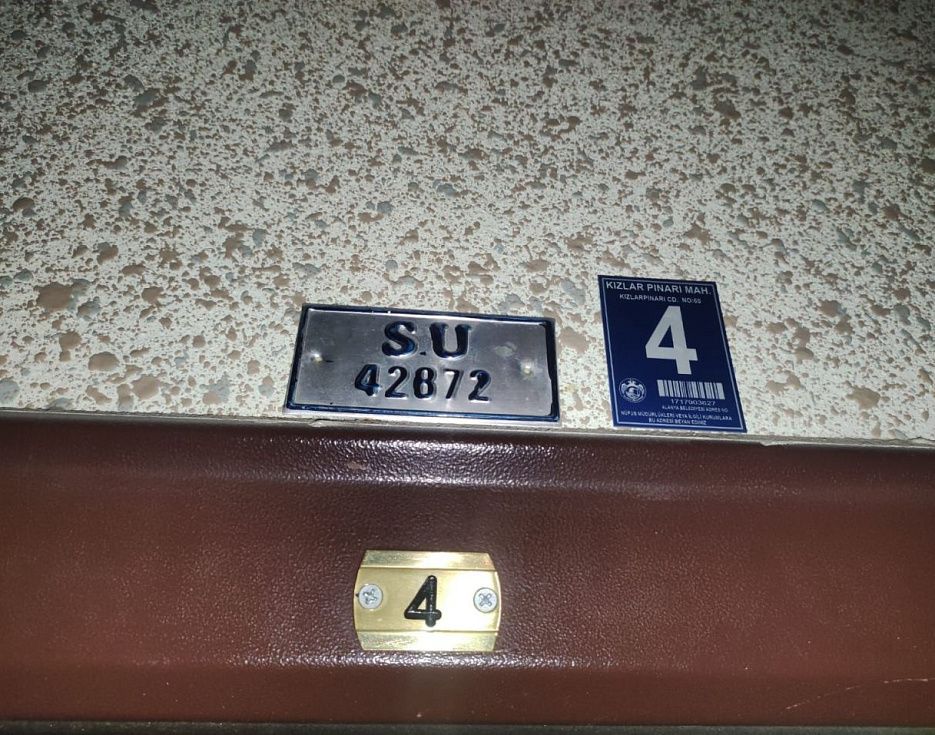 S.U
42872
KIZLAR PINARI MAH.
KIZLARPINARI CD. NO:65
4
1717003627
ALANYA BELEDİYESİ ADRES NO
NÜFUS MÜDÜRLÜKLERİ VEYA İLGİLİ KURUMLARA
BU ADRESİ BEYAN EDİNİZ
4